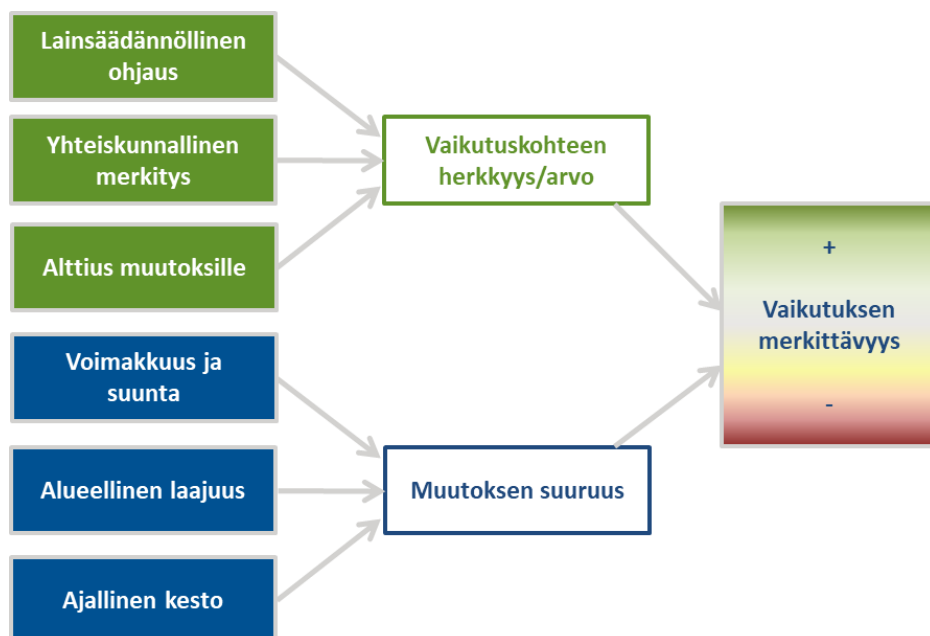 Lainsäädännöllinen
ohjaus
Yhteiskunnallinen
merkitys
Alttius muutoksille
Vaikutuskohteen
herkkyys/arvo
Voimakkuus ja
suunta
Alueellinen laajuus
Ajallinen kesto
Muutoksen suuruus
+
Vaikutuksen
merkittävyys
-